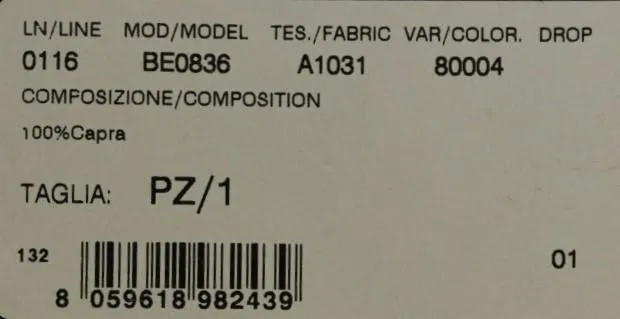 LN/LINE MOD/MODEL TES./FABRIC VAR/COLOR. DROP
0116 BE0836 A1031 80004
COMPOSIZIONE/COMPOSITION
100%Capra
TAGLIA: PZ/1
132 01
8 059618 982439